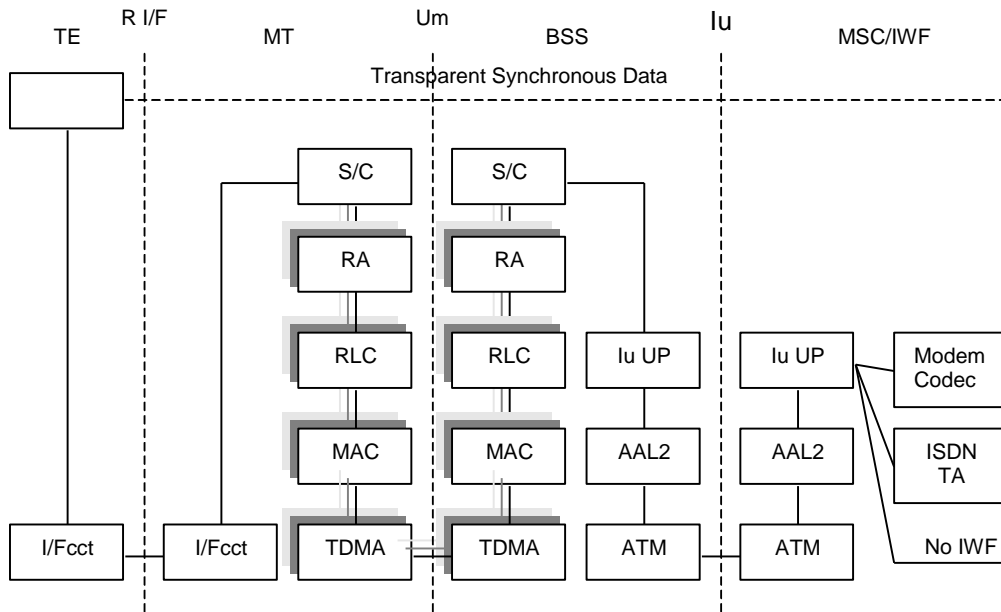 R I/F
Um
Iu
TE
MT
BSS
MSC/IWF
Transparent Synchronous Data
S/C
S/C
RA
RA
RLC
RLC
Iu UP
Iu UP
Modem
Codec
MAC
MAC
AAL2
AAL2
ISDN
TA
I/Fcct
I/Fcct
TDMA
TDMA
ATM
ATM
No IWF